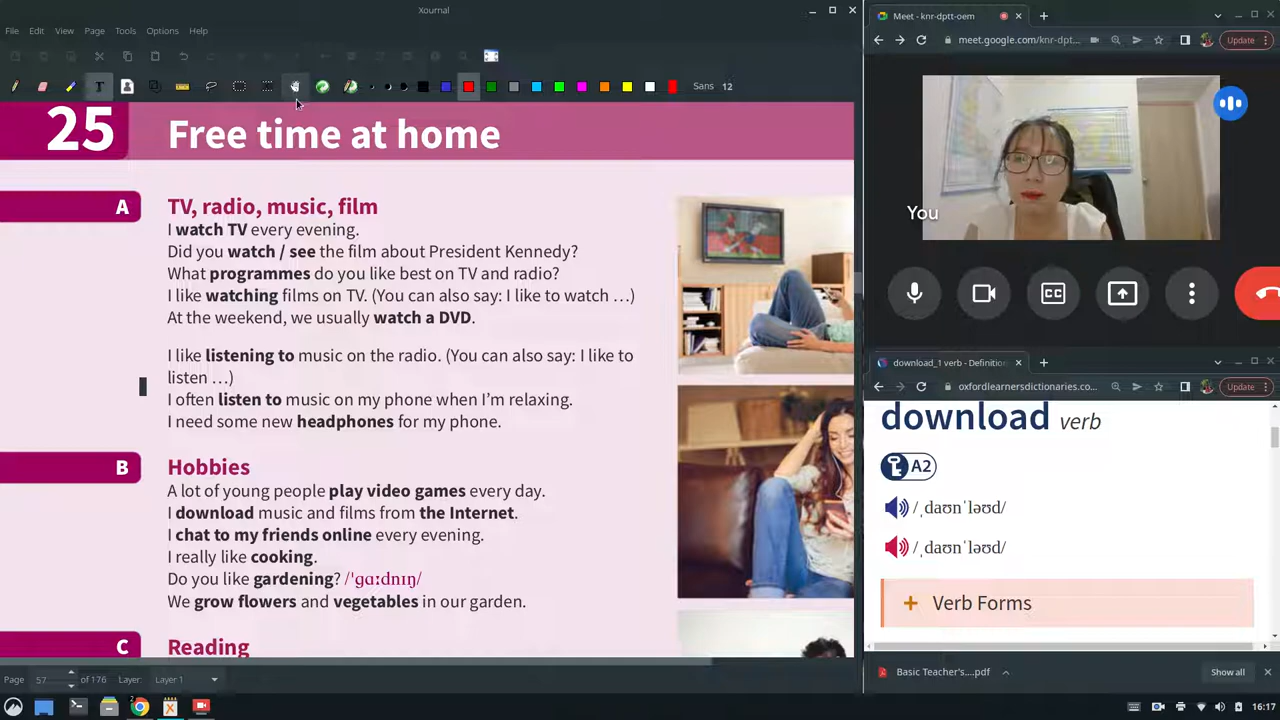 Xournal
File Edit View Page Tools Options Help
T
Sans 12
25 Free time at home
A
TV, radio, music, film
I watch TV every evening.
Did you watch / see the film about President Kennedy?
What programmes do you like best on TV and radio?
I like watching films on TV. (You can also say: I like to watch …)
At the weekend, we usually watch a DVD.
I like listening to music on the radio. (You can also say: I like to
listen …)
I often listen to music on my phone when I’m relaxing.
I need some new headphones for my phone.
B
Hobbies
A lot of young people play video games every day.
I download music and films from the Internet.
I chat to my friends online every evening.
I really like cooking.
Do you like gardening? /ˈɡɑːdnɪŋ/
We grow flowers and vegetables in our garden.
C
Reading
Page 57 of 176 Layer: Layer 1
Meet - knr-dptt-oem
meet.google.com/knr-dpt...
Update
You
CC
download_1 verb - Definition
oxfordlearnersdictionaries.co...
Update
download verb
A2
/ˌdaʊnˈləʊd/
/ˌdaʊnˈləʊd/
+ Verb Forms
Basic Teacher's....pdf
Show all
2
16:17